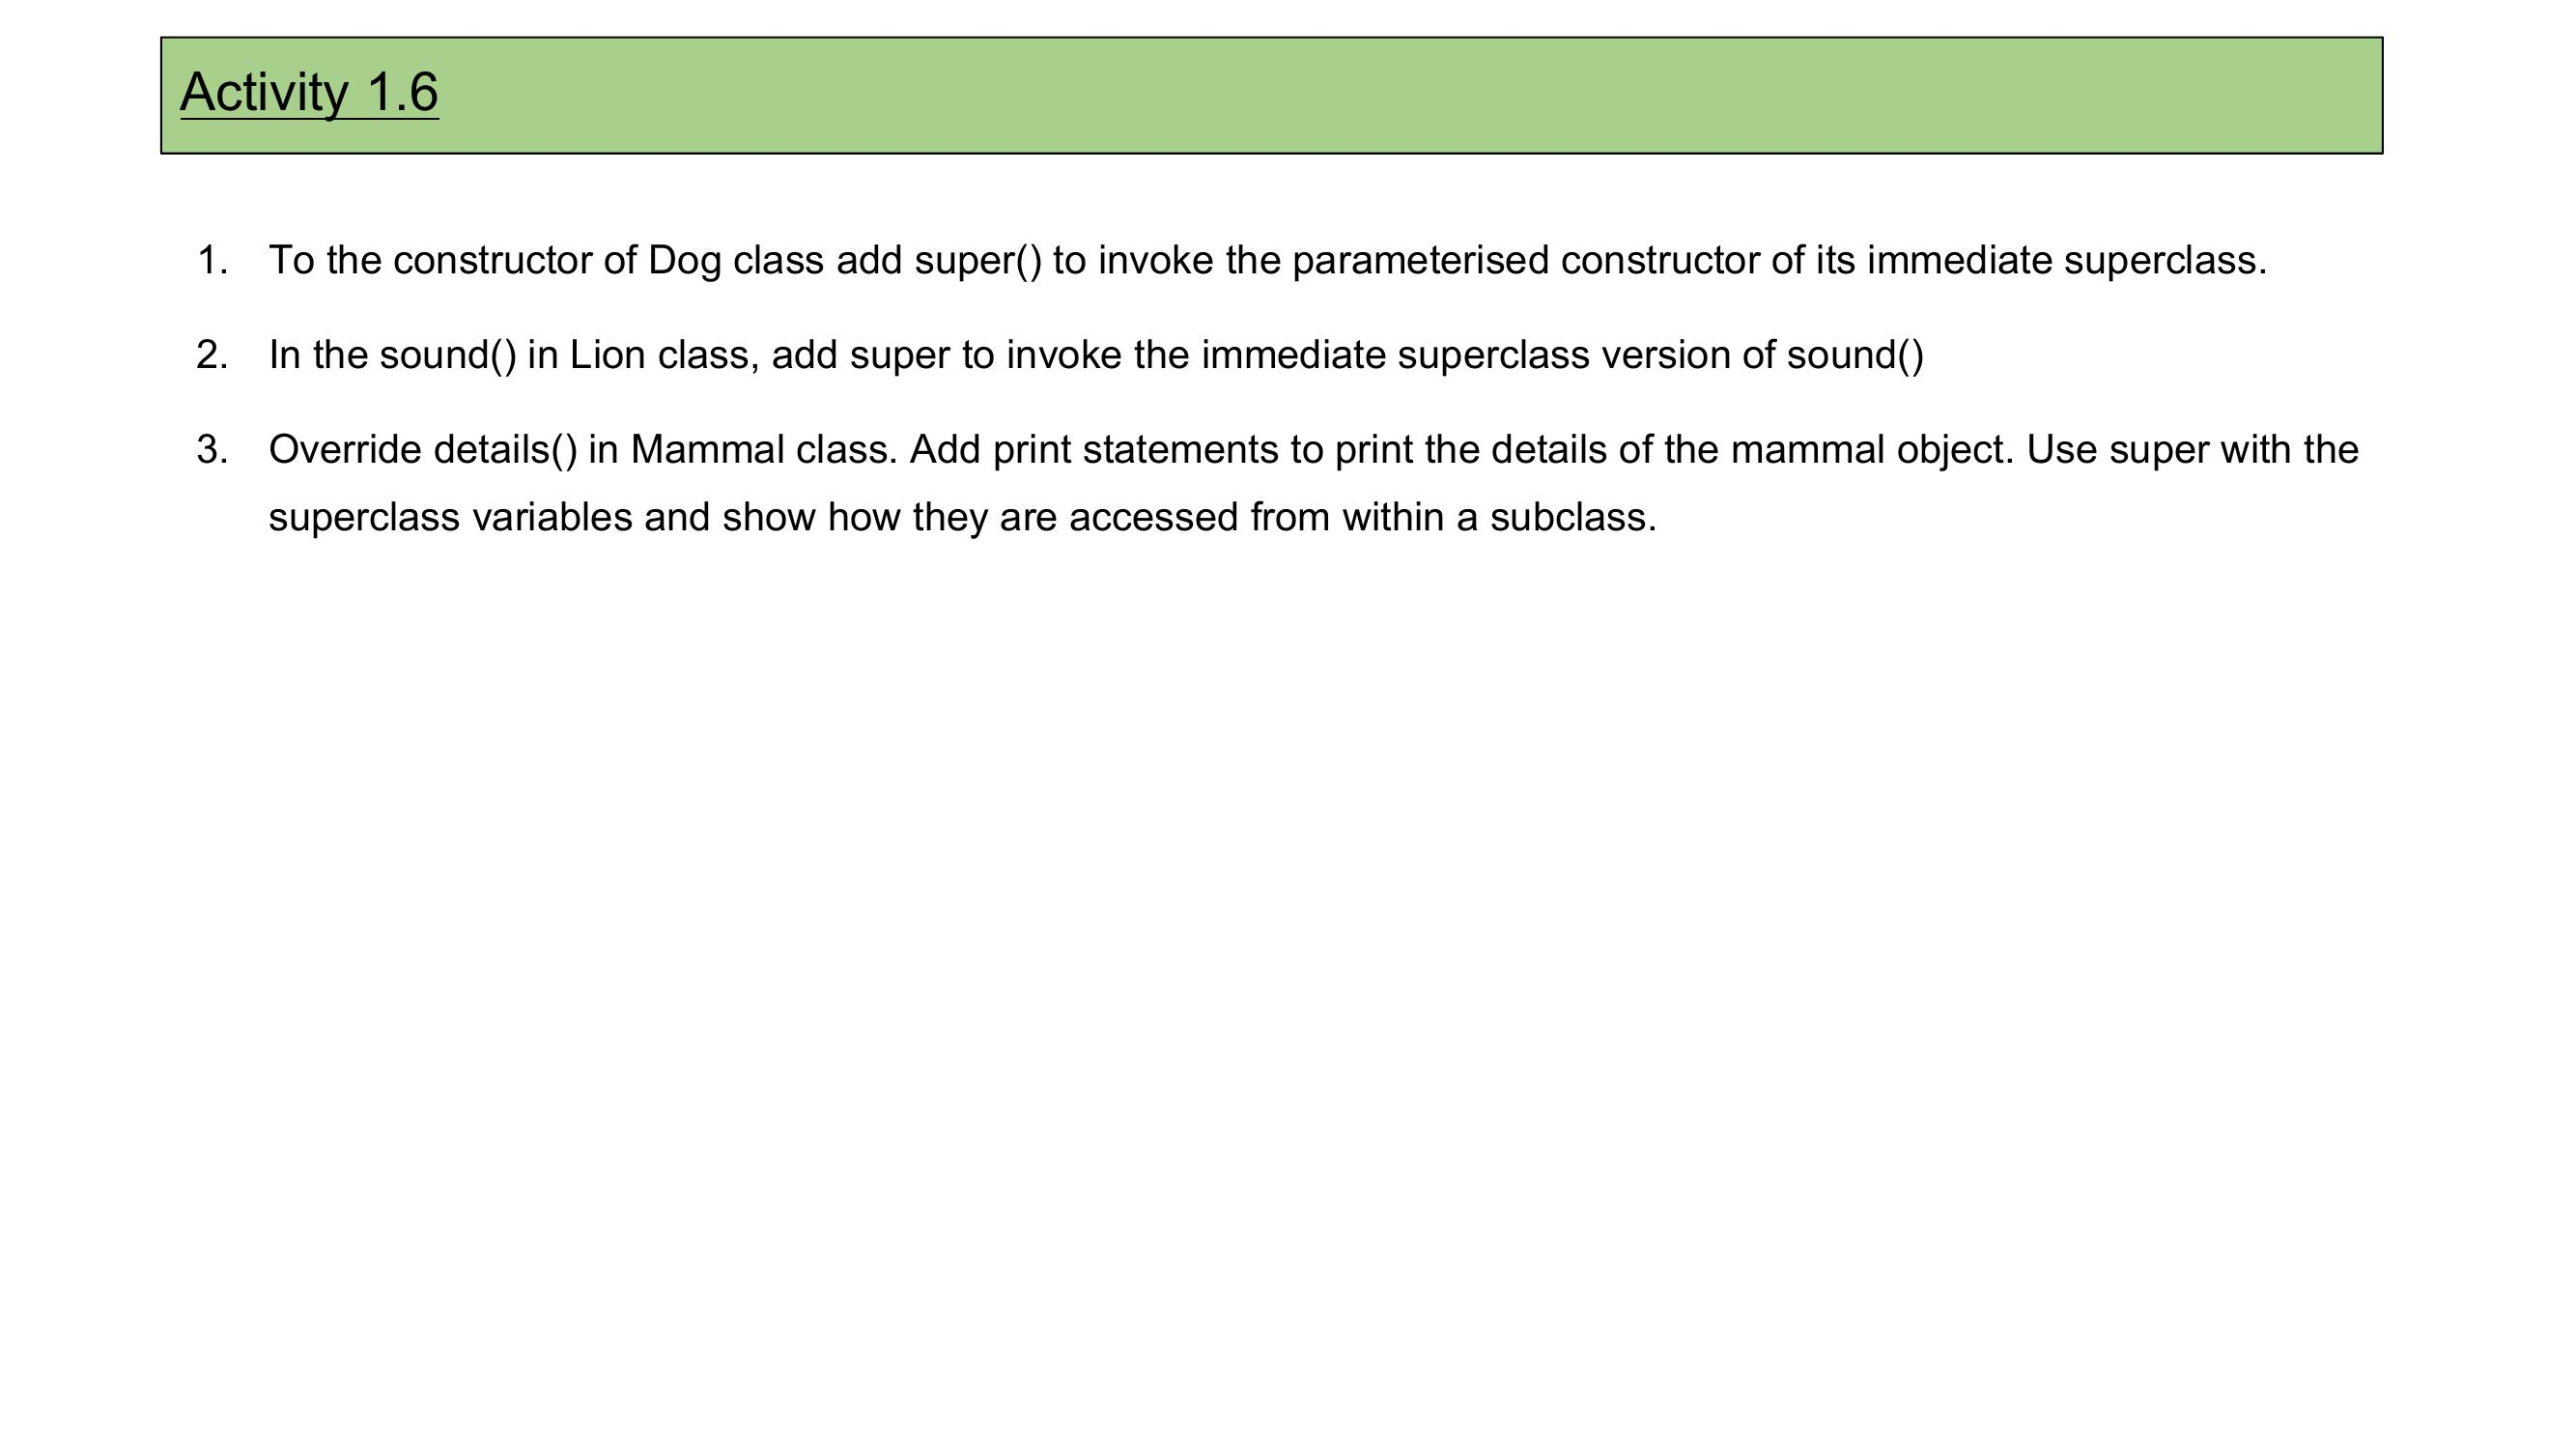 Activity 1.6
1. To the constructor of Dog class add super() to invoke the parameterised constructor of its immediate superclass.
2. In the sound() in Lion class, add super to invoke the immediate superclass version of sound()
3. Override details() in Mammal class. Add print statements to print the details of the mammal object. Use super with the
superclass variables and show how they are accessed from within a subclass.